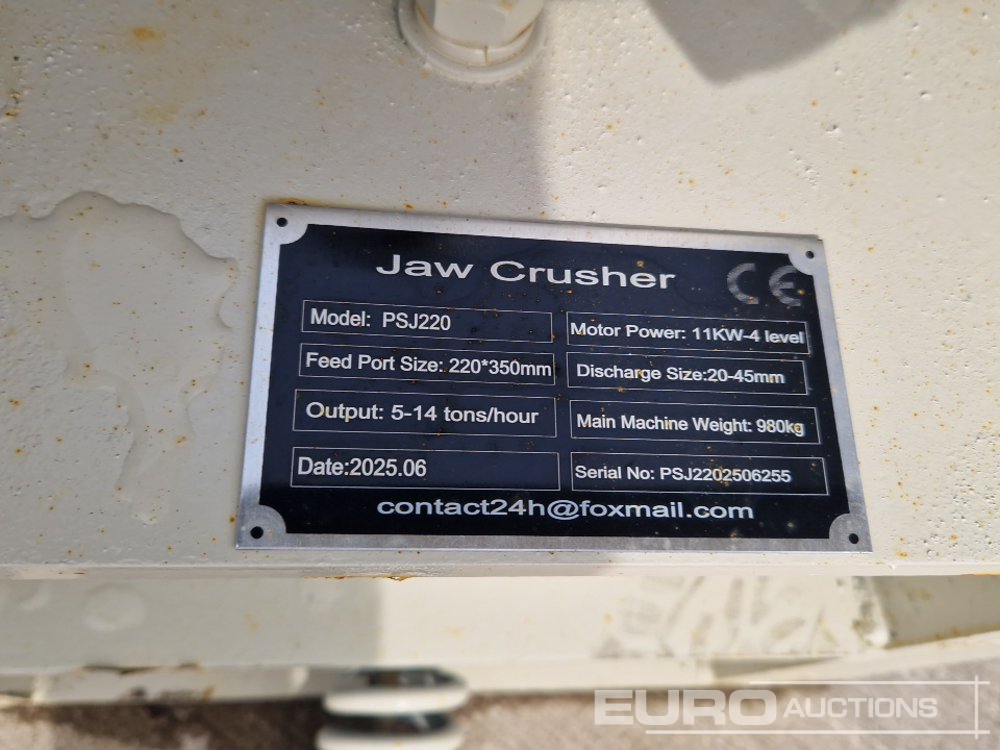 Jaw Crusher CE
Model: PSJ220
Motor Power: 11KW-4 level
Feed Port Size: 220*350mm
Discharge Size:20-45mm
Output: 5-14 tons/hour
Main Machine Weight: 980kg
Date:2025.06
Serial No: PSJ2202506255
contact24h@foxmail.com
EURO AUCTIONS